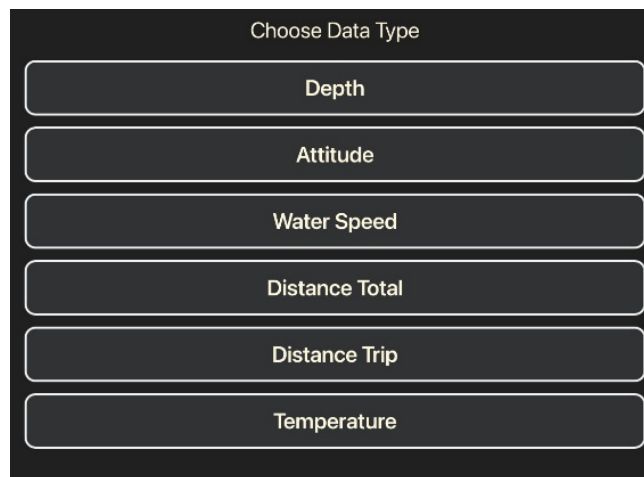 Choose Data Type
Depth
Attitude
Water Speed
Distance Total
Distance Trip
Temperature